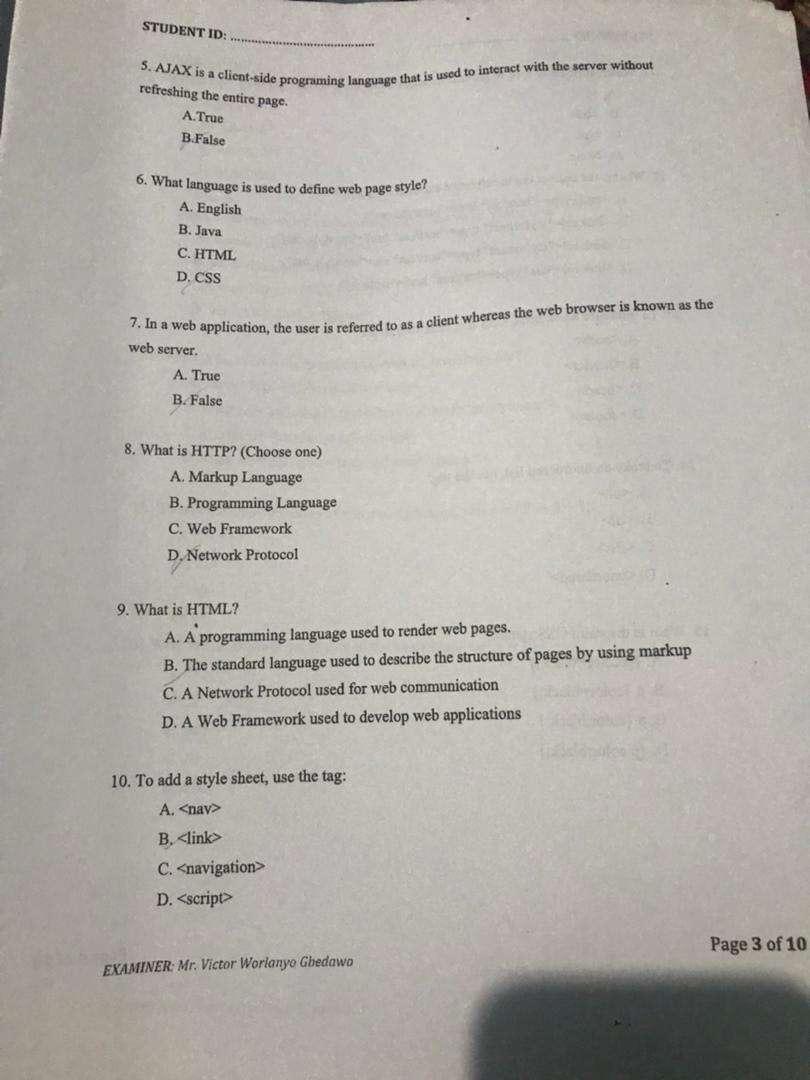 STUDENT ID: ........................................
5. AJAX is a client-side programing language that is used to interact with the server without
refreshing the entire page.
A.True
B.False
6. What language is used to define web page style?
A. English
B. Java
C. HTML
D. CSS
7. In a web application, the user is referred to as a client whereas the web browser is known as the
web server.
A. True
B. False
8. What is HTTP? (Choose one)
A. Markup Language
B. Programming Language
C. Web Framework
D. Network Protocol
9. What is HTML?
A. A programming language used to render web pages.
B. The standard language used to describe the structure of pages by using markup
C. A Network Protocol used for web communication
D. A Web Framework used to develop web applications
10. To add a style sheet, use the tag:
A. <nav>
B. <link>
C. <navigation>
D. <script>
Page 3 of 10
EXAMINER: Mr. Victor Worlanyo Gbedawo